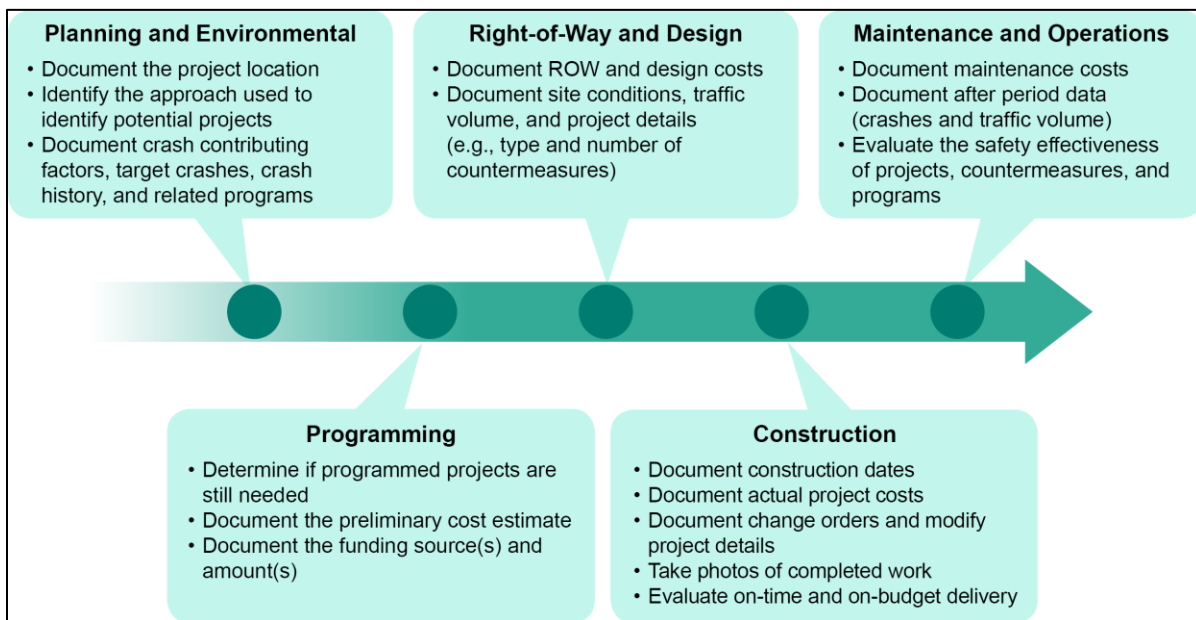 Planning and Environmental
• Document the project location
• Identify the approach used to
identify potential projects
• Document crash contributing
factors, target crashes, crash
history, and related programs
Right-of-Way and Design
• Document ROW and design costs
• Document site conditions, traffic
volume, and project details
(e.g., type and number of
countermeasures)
Maintenance and Operations
• Document maintenance costs
• Document after period data
(crashes and traffic volume)
• Evaluate the safety effectiveness
of projects, countermeasures, and
programs
Programming
• Determine if programmed projects are
still needed
• Document the preliminary cost estimate
• Document the funding source(s) and
amount(s)
Construction
• Document construction dates
• Document actual project costs
• Document change orders and modify
project details
• Take photos of completed work
• Evaluate on-time and on-budget delivery